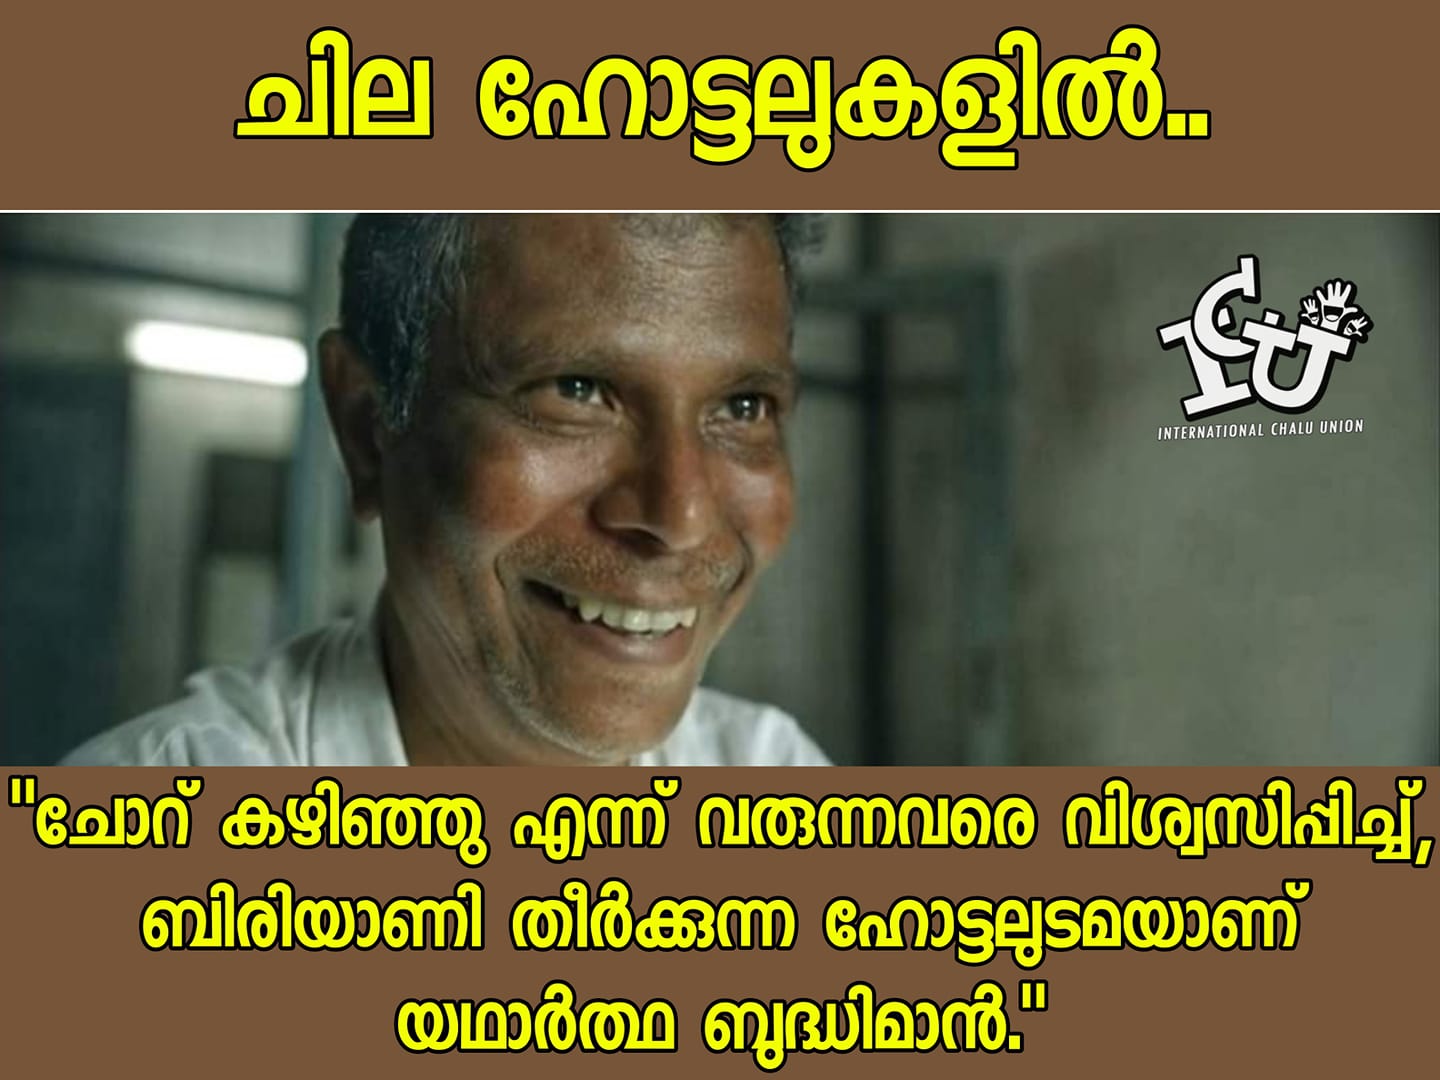 ചില ഹോട്ടലുകളിൽ..
ICU
INTERNATIONAL CHALU UNION
"ചോറ് കഴിഞ്ഞു എന്ന് വരുന്നവരെ വിശ്വസിപ്പിച്ച്,
ബിരിയാണി തീർക്കുന്ന ഹോട്ടലുടമയാണ്
യഥാർത്ഥ ബുദ്ധിമാൻ."